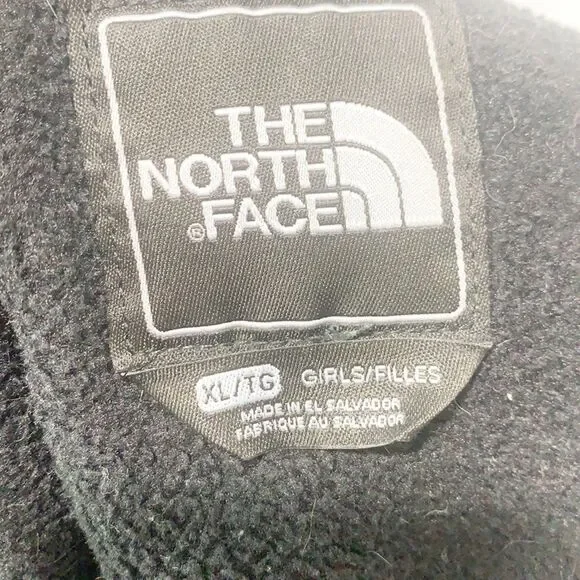 THE
NORTH
®FACE
XL/TG GIRLS/FILLES
MADE IN EL SALVADOR
FABRIQUE AU SALVADOR